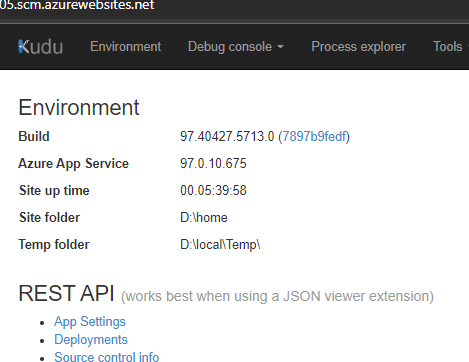 05.scm.azurewebsites.net
Kudu Environment Debug console Process explorer Tools
Environment
Build 97.40427.5713.0 (7897b9fedf)
Azure App Service 97.0.10.675
Site up time 00.05:39:58
Site folder D:\home
Temp folder D:\local\Temp\
REST API (works best when using a JSON viewer extension)
• App Settings
• Deployments
• Source control info